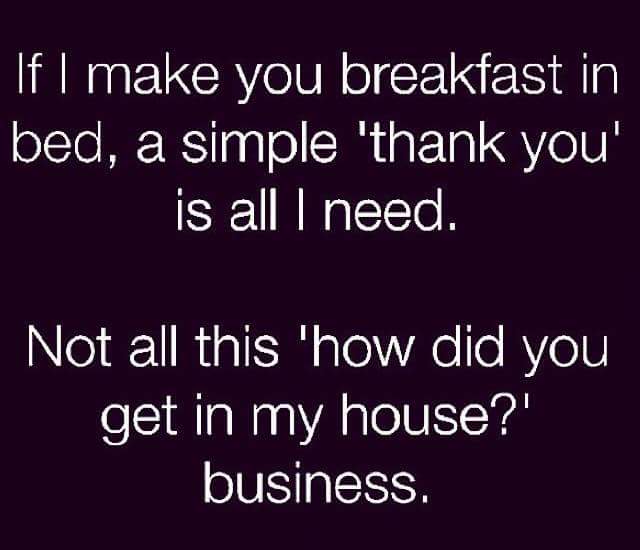 If I make you breakfast in
bed, a simple 'thank you'
is all I need.
Not all this 'how did you
get in my house?'
business.